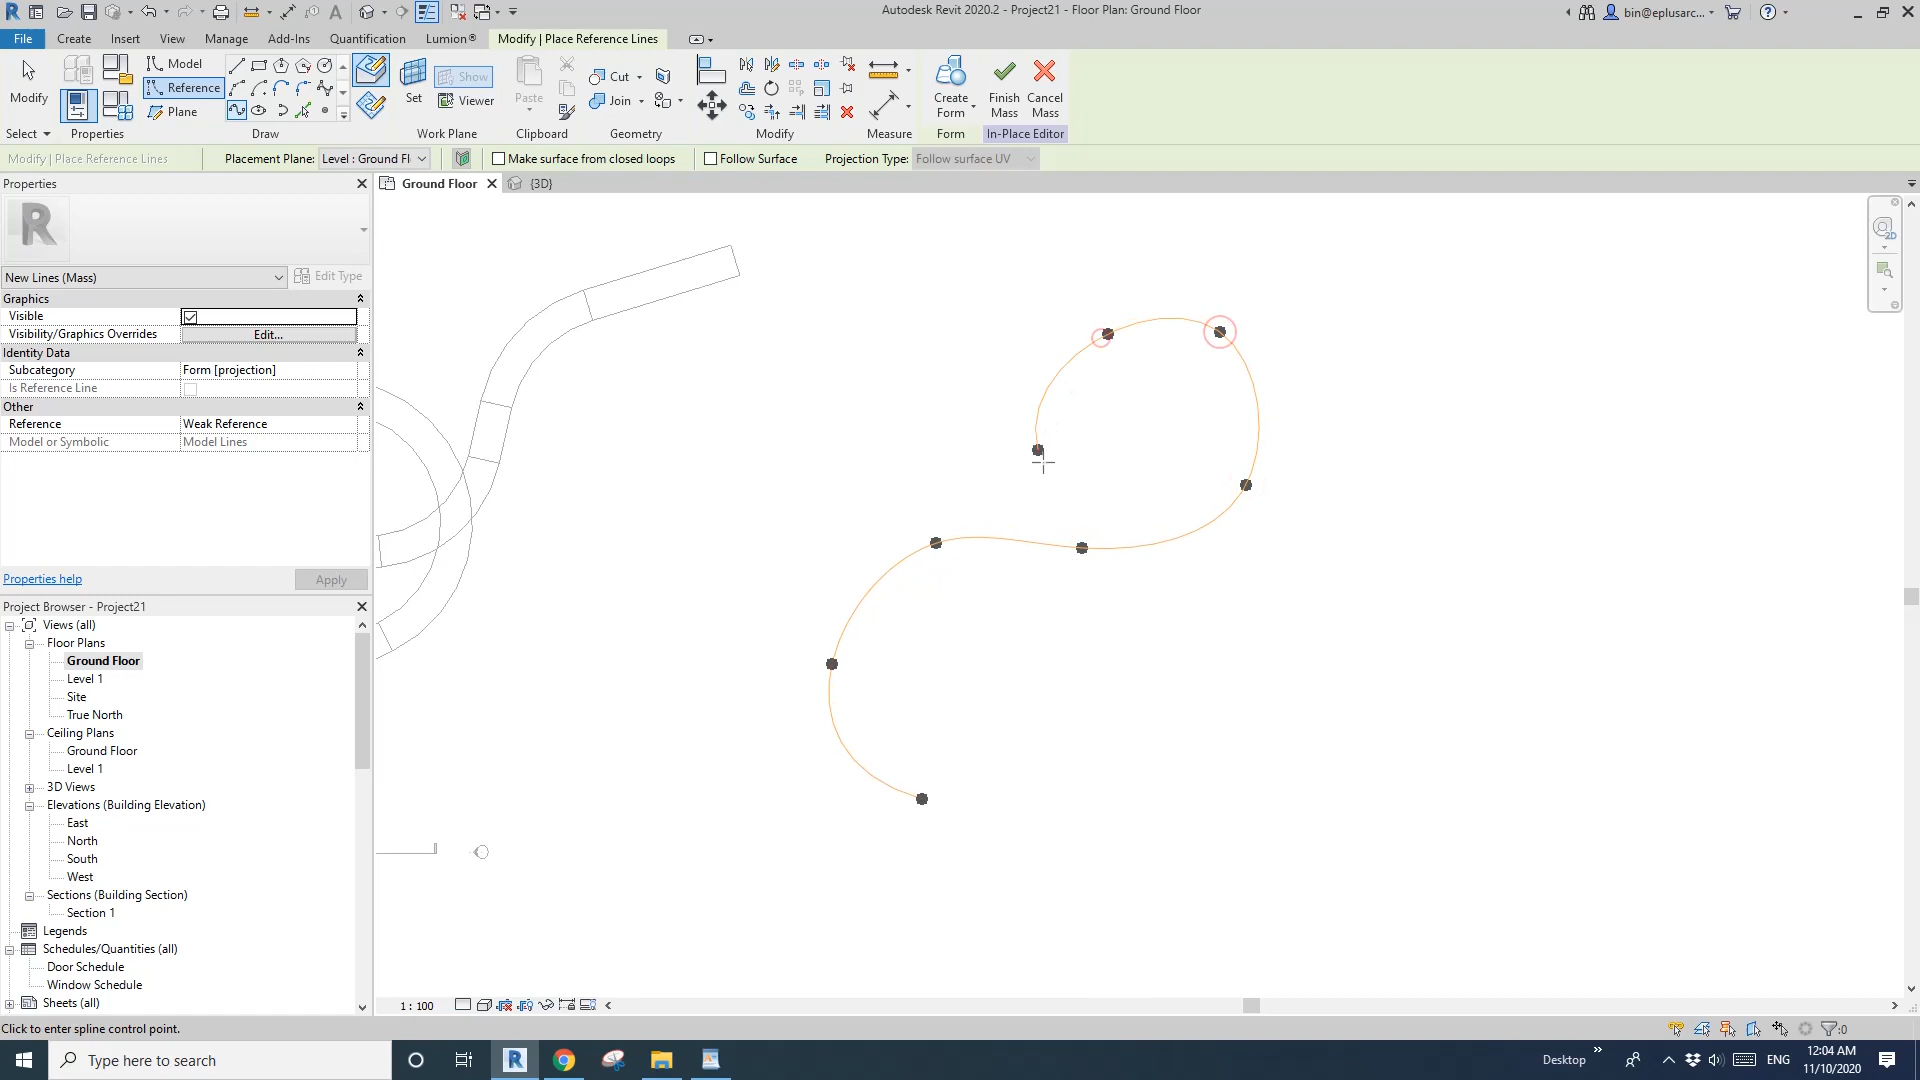 Autodesk Revit 2020.2 - Project21 - Floor Plan: Ground Floor
bin@eplusarc...
File Create Insert View Manage Add-Ins Quantification Lumion® Modify | Place Reference Lines
Modify
Model
Reference
Plane
Set
Show
Viewer
Paste
Cut
Join
Create Form
Finish Mass
Cancel Mass
Select Properties Draw Work Plane Clipboard Geometry Modify Measure Form In-Place Editor
Modify | Place Reference Lines Placement Plane: Level : Ground Fl Make surface from closed loops Follow Surface Projection Type: Follow surface UV
Properties
Ground Floor {3D}
R
2D
New Lines (Mass) Edit Type
Graphics
Visible
Visibility/Graphics Overrides Edit...
Identity Data
Subcategory Form [projection]
Is Reference Line
Other
Reference Weak Reference
Model or Symbolic Model Lines
Properties help Apply
Project Browser - Project21
Views (all)
Floor Plans
Ground Floor
Level 1
Site
True North
Ceiling Plans
Ground Floor
Level 1
3D Views
Elevations (Building Elevation)
East
North
South
West
Sections (Building Section)
Section 1
Legends
Schedules/Quantities (all)
Door Schedule
Window Schedule
Sheets (all)
1 : 100
Click to enter spline control point.
:0
Type here to search
Desktop
ENG
12:04 AM
11/10/2020